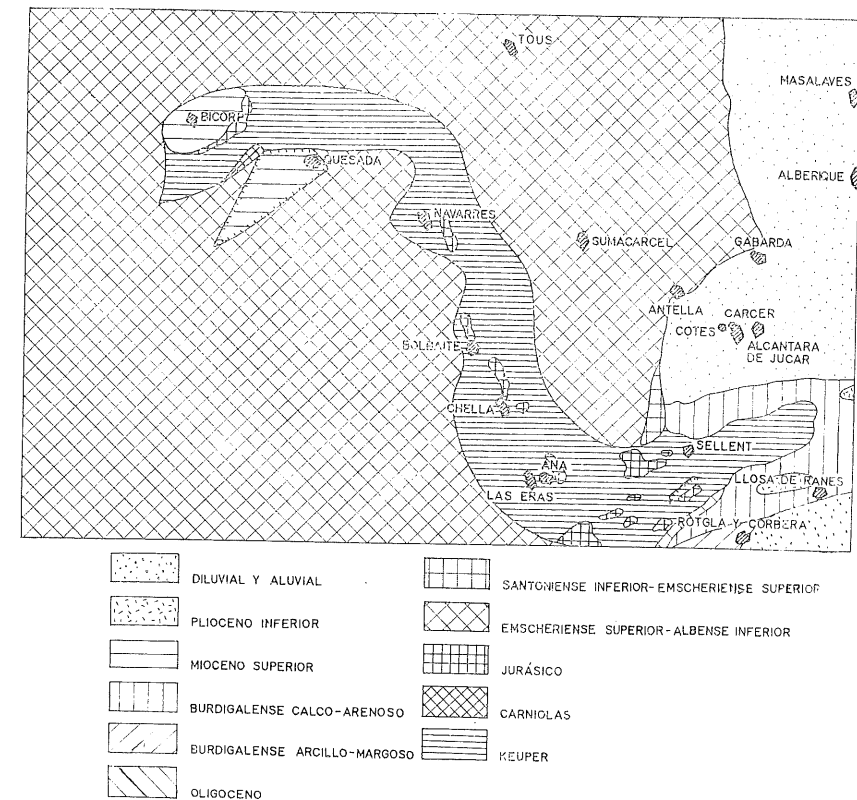 TOUS
MASALAVES
BICORP
QUESADA
ALBERIQUE
NAVARRES
SUMACARCEL
GABARDA
ANTELLA
CARCER
COTES
ALCANTARA
DE JUCAR
BOLBAITE
CHELLA
SELLENT
ANA
LLOSA DE RANES
LAS ERAS
ROTGLA Y CORBERA
DILUVIAL Y ALUVIAL
PLIOCENO INFERIOR
MIOCENO SUPERIOR
BURDIGALENSE CALCO-ARENOSO
BURDIGALENSE ARCILLO-MARGOSO
OLIGOCENO
SANTONIENSE INFERIOR-EMSCHERIENSE SUPERIOR
EMSCHERIENSE SUPERIOR-ALBENSE INFERIOR
JURÁSICO
CARNIOLAS
KEUPER